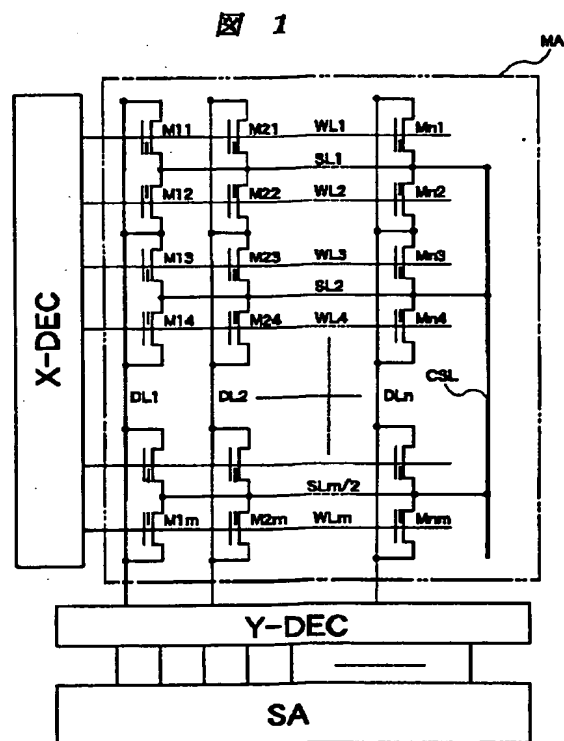 図 1
MA
M11 M21 WL1 Mn1
SL1
M12 M22 WL2 Mn2
M13 M23 WL3 Mn3
SL2
M14 M24 WL4 Mn4
X-DEC
CSL
DL1 DL2 DLn
SLm/2
M1m M2m WLm Mnm
Y-DEC
SA